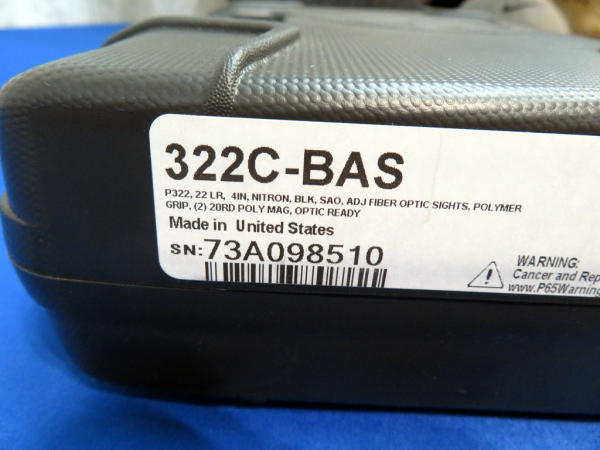 322C-BAS
P322, 22 LR, 4IN, NITRON, BLK, SAO, ADJ FIBER OPTIC SIGHTS, POLYMER
GRIP, (2) 20RD POLY MAG, OPTIC READY
Made in United States
SN:73A098510
WARNING:
Cancer and Rep
www.P65Warning